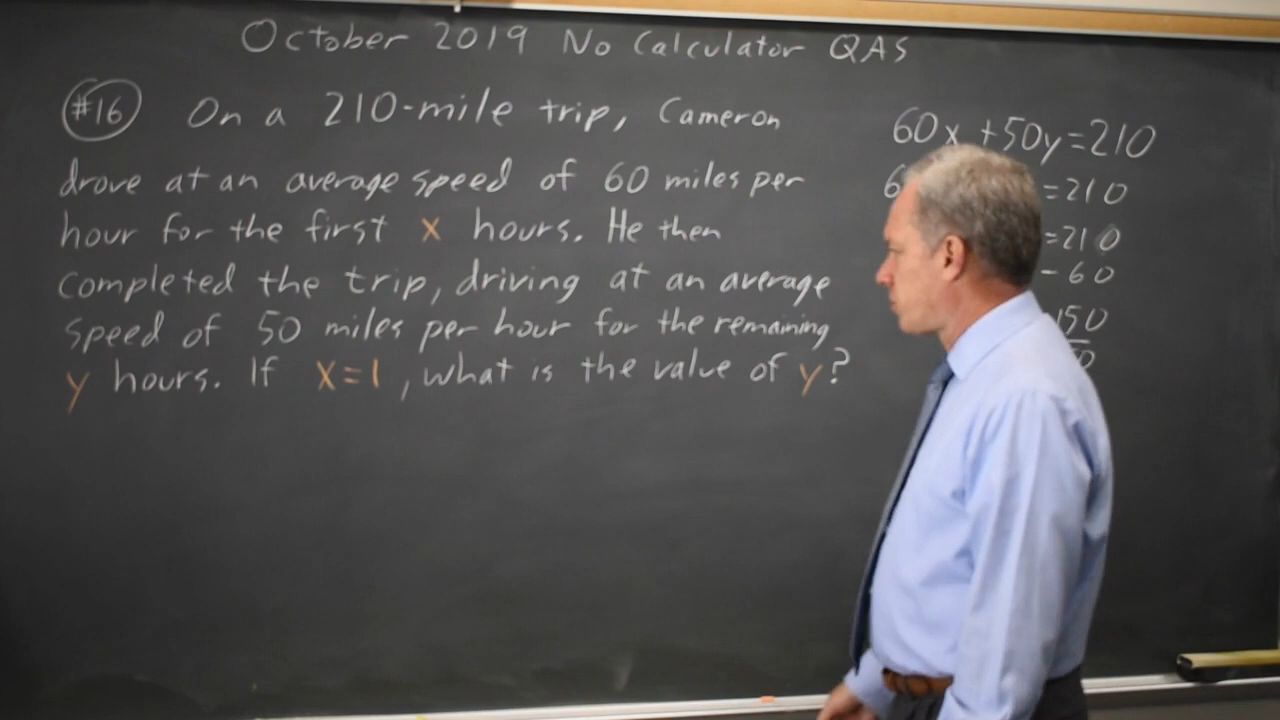 October 2019 No Calculator QAS
#16 On a 210-mile trip, Cameron
drove at an average speed of 60 miles per
hour for the first x hours. He then
completed the trip, driving at an average
speed of 50 miles per hour for the remaining
y hours. If x=1, what is the value of y?
60x +50y=210
=210
=210
-60
150